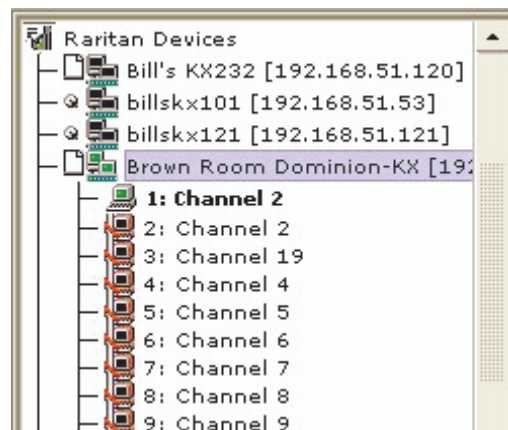 Raritan Devices
Bill's KX232 [192.168.51.120]
billskx101 [192.168.51.53]
billskx121 [192.168.51.121]
Brown Room Dominion-KX [192
1: Channel 2
2: Channel 2
3: Channel 19
4: Channel 4
5: Channel 5
6: Channel 6
7: Channel 7
8: Channel 8
9: Channel 9